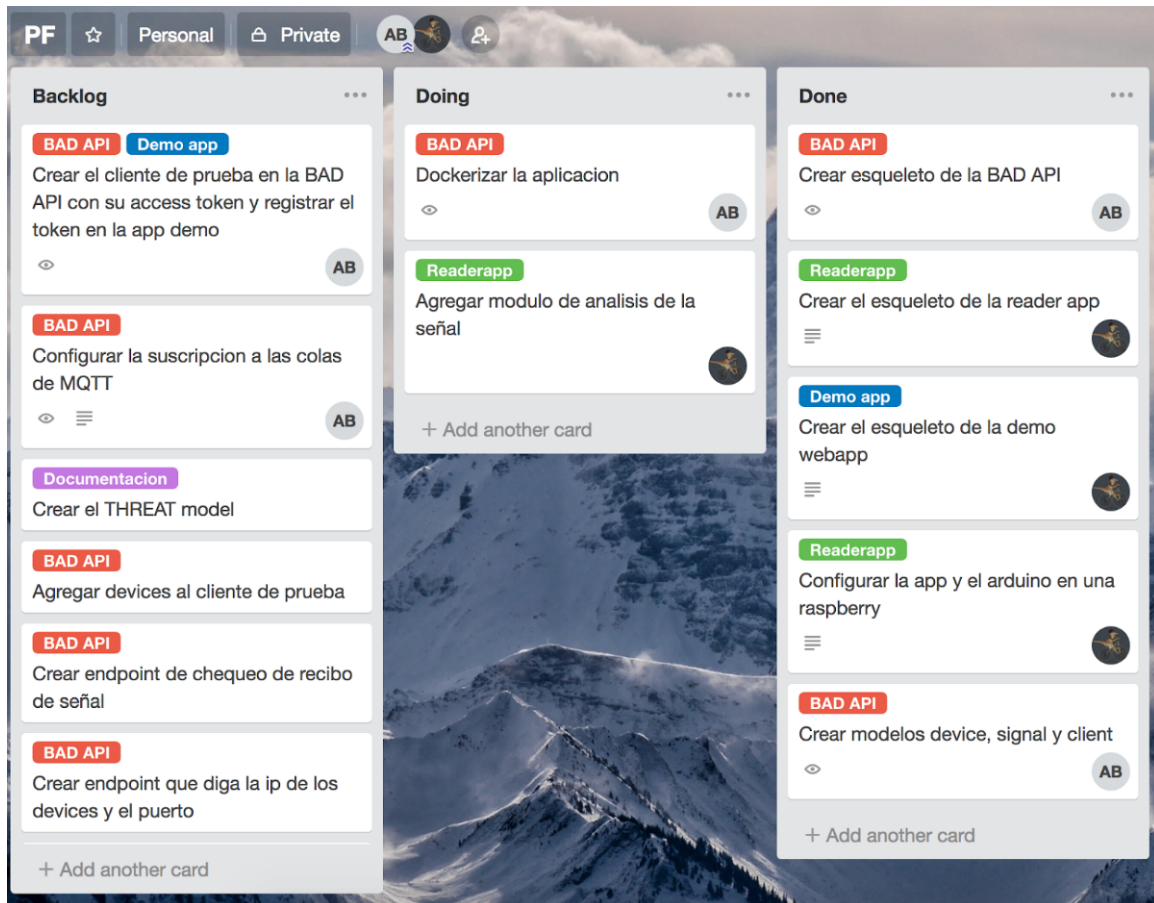 PF Personal Private AB
Backlog
BAD API Demo app
Crear el cliente de prueba en la BAD
API con su access token y registrar el
token en la app demo
AB
BAD API
Configurar la suscripcion a las colas
de MQTT
AB
Documentacion
Crear el THREAT model
BAD API
Agregar devices al cliente de prueba
BAD API
Crear endpoint de chequeo de recibo
de señal
BAD API
Crear endpoint que diga la ip de los
devices y el puerto
+ Add another card
Doing
BAD API
Dockerizar la aplicacion
AB
Readerapp
Agregar modulo de analisis de la
señal
+ Add another card
Done
BAD API
Crear esqueleto de la BAD API
AB
Readerapp
Crear el esqueleto de la reader app
Demo app
Crear el esqueleto de la demo
webapp
Readerapp
Configurar la app y el arduino en una
raspberry
BAD API
Crear modelos device, signal y client
AB
+ Add another card